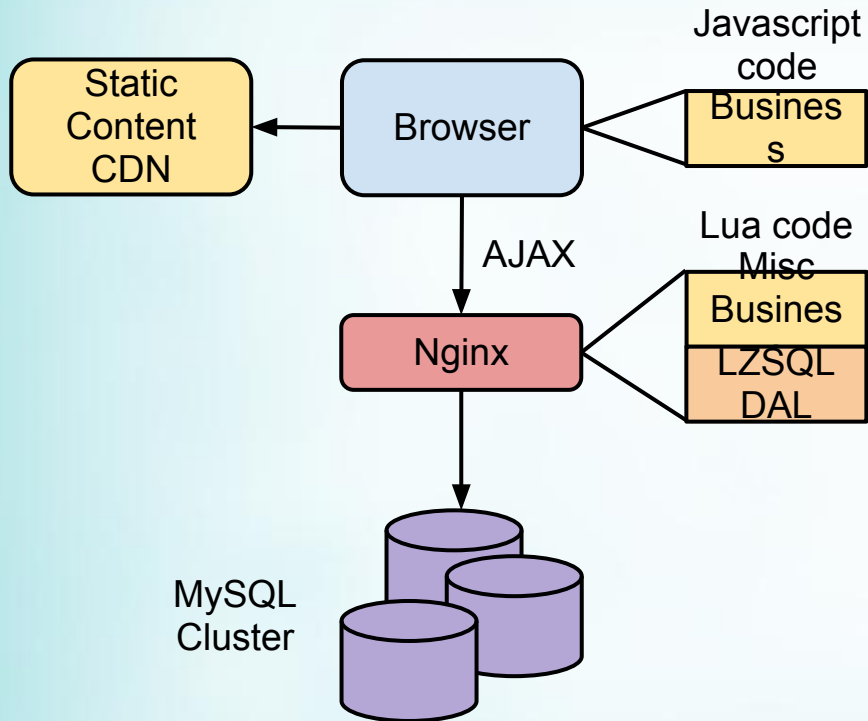 Static
Content
CDN
Browser
Javascript
code
Busines
s
AJAX
Lua code
Misc
Busines
Nginx
LZSQL
DAL
MySQL
Cluster